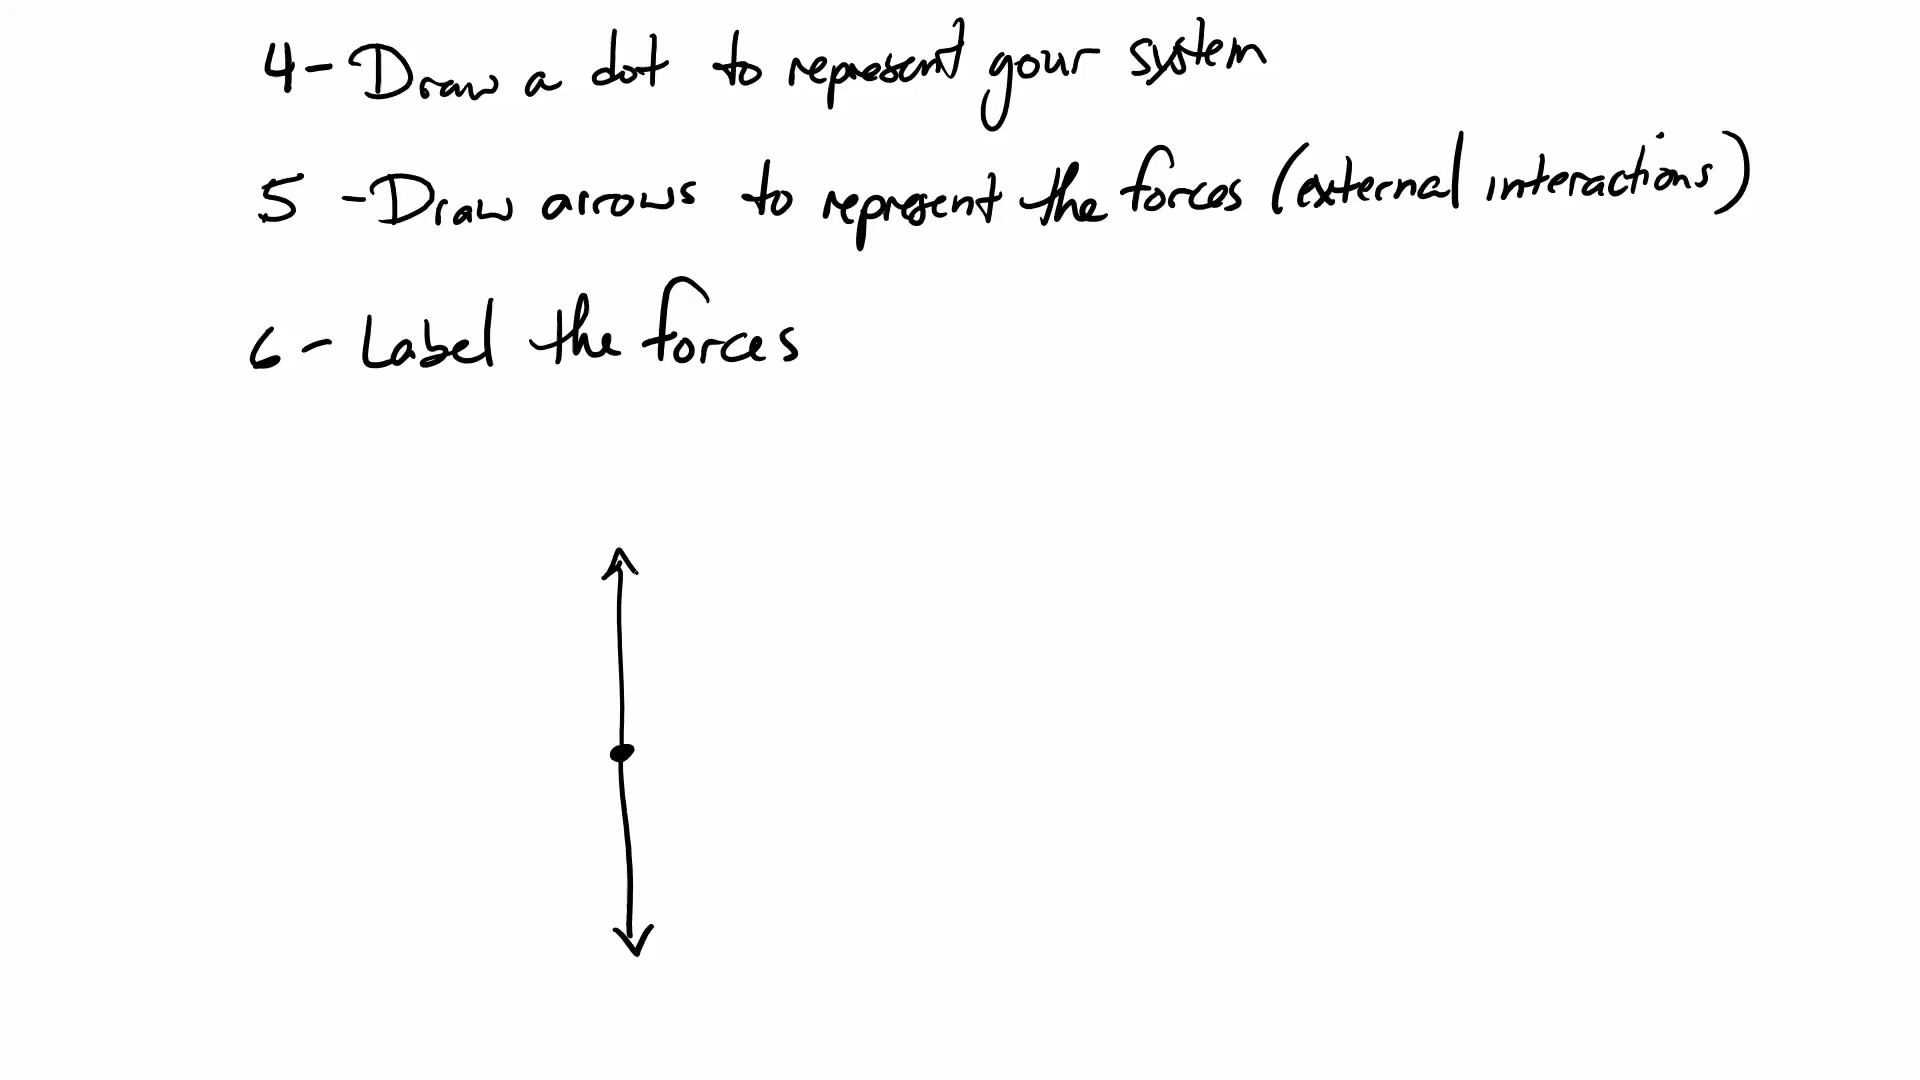 4- Draw a dot to represent your system
5 - Draw arrows to represent the forces (external interactions)
6- Label the forces